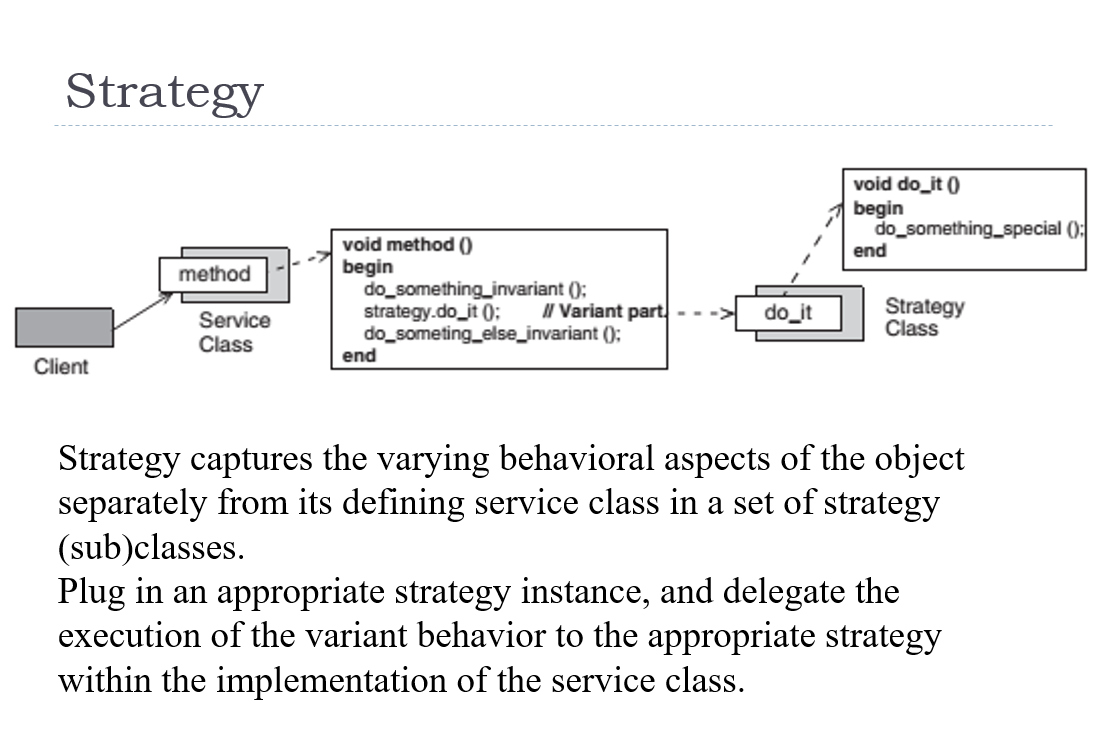 Strategy
void do_it ()
begin
do_something_special ();
end
void method ()
begin
do_something_invariant ();
strategy.do_it (); // Variant part.
do_someting_else_invariant ();
end
method
Service
Class
Client
do_it
Strategy
Class
Strategy captures the varying behavioral aspects of the object
separately from its defining service class in a set of strategy
(sub)classes.
Plug in an appropriate strategy instance, and delegate the
execution of the variant behavior to the appropriate strategy
within the implementation of the service class.